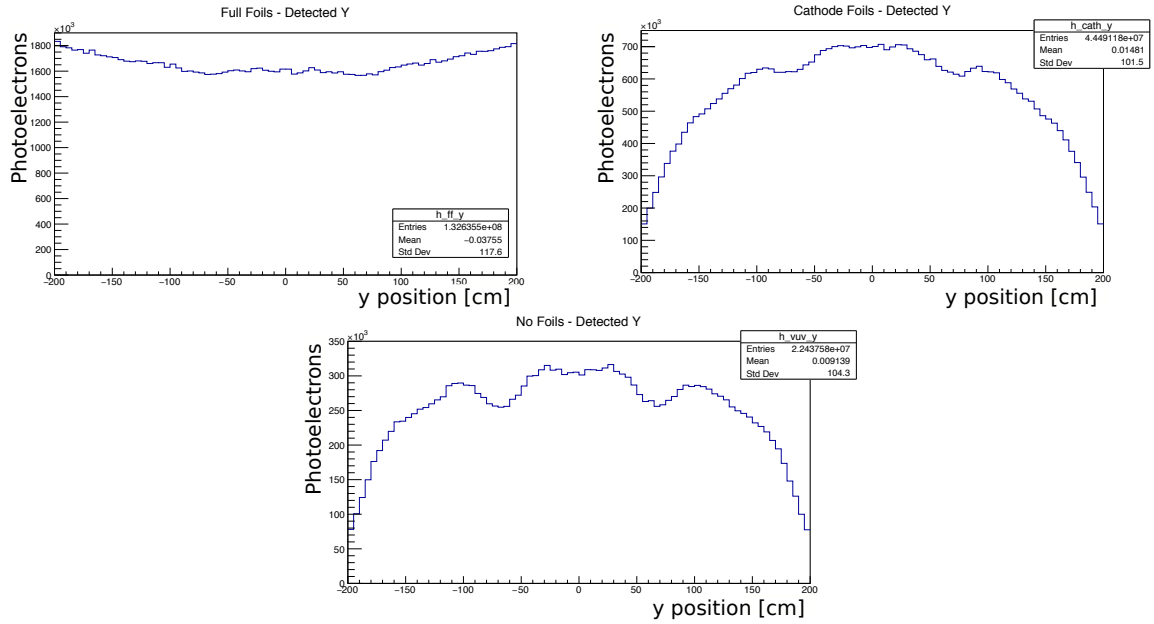 Full Foils - Detected Y
×10³
Photoelectrons
1800
1600
1400
1200
1000
800
600
400
200
0
−200 −150 −100 −50 0 50 100 150 200
y position [cm]
h_ff_y
Entries 1.326355e+08
Mean −0.03755
Std Dev 117.6
Cathode Foils - Detected Y
×10³
Photoelectrons
700
600
500
400
300
200
100
0
−200 −150 −100 −50 0 50 100 150 200
y position [cm]
h_cath_y
Entries 4.449118e+07
Mean 0.01481
Std Dev 101.5
No Foils - Detected Y
×10³
Photoelectrons
350
300
250
200
150
100
50
0
−200 −150 −100 −50 0 50 100 150 200
y position [cm]
h_vuv_y
Entries 2.243758e+07
Mean 0.009139
Std Dev 104.3